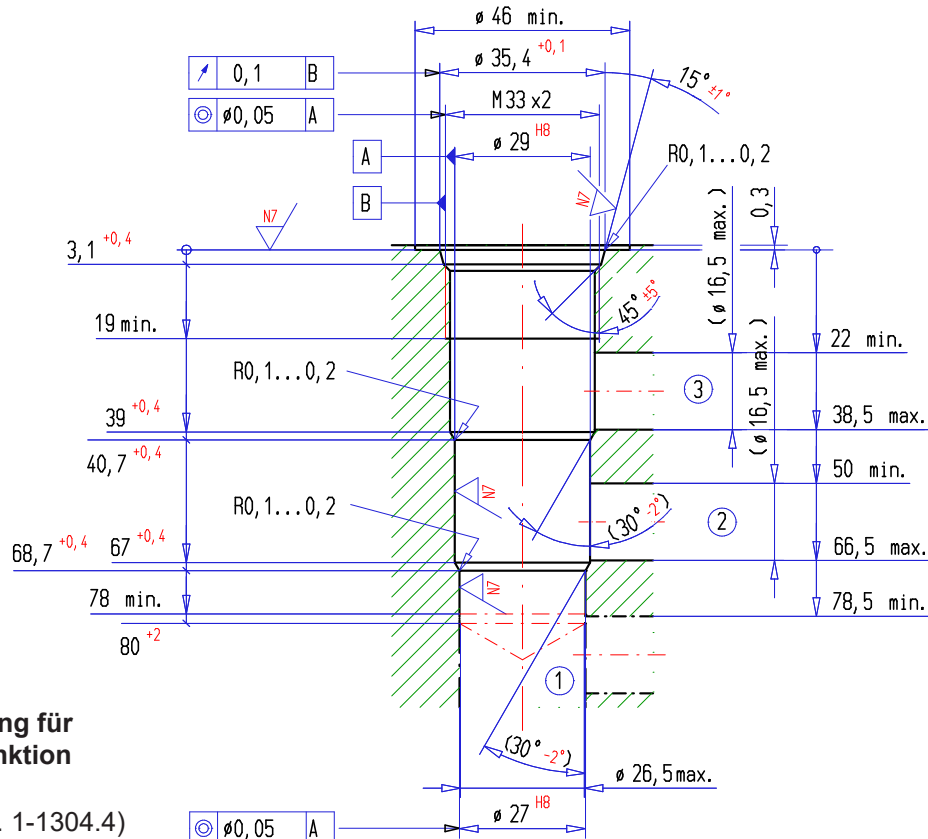 ø 46 min.
ø 35,4 +0,1
0,1 B
15° ±1°
M33 x2
ø0,05 A
ø 29 H8
A
R0,1...0,2
B
N7
N7
0,3
(ø 16,5 max.)
3,1 +0,4
45° ±5°
(ø 16,5 max.)
19 min.
22 min.
R0,1...0,2
3
39 +0,4
38,5 max.
40,7 +0,4
50 min.
R0,1...0,2
N7
(30° -2°)
2
68,7 +0,4
67 +0,4
66,5 max.
N7
78 min.
78,5 min.
80 +2
1
ng für
nktion
(30° -2°)
ø 26,5max.
. 1-1304.4)
ø0,05 A
ø 27 H8